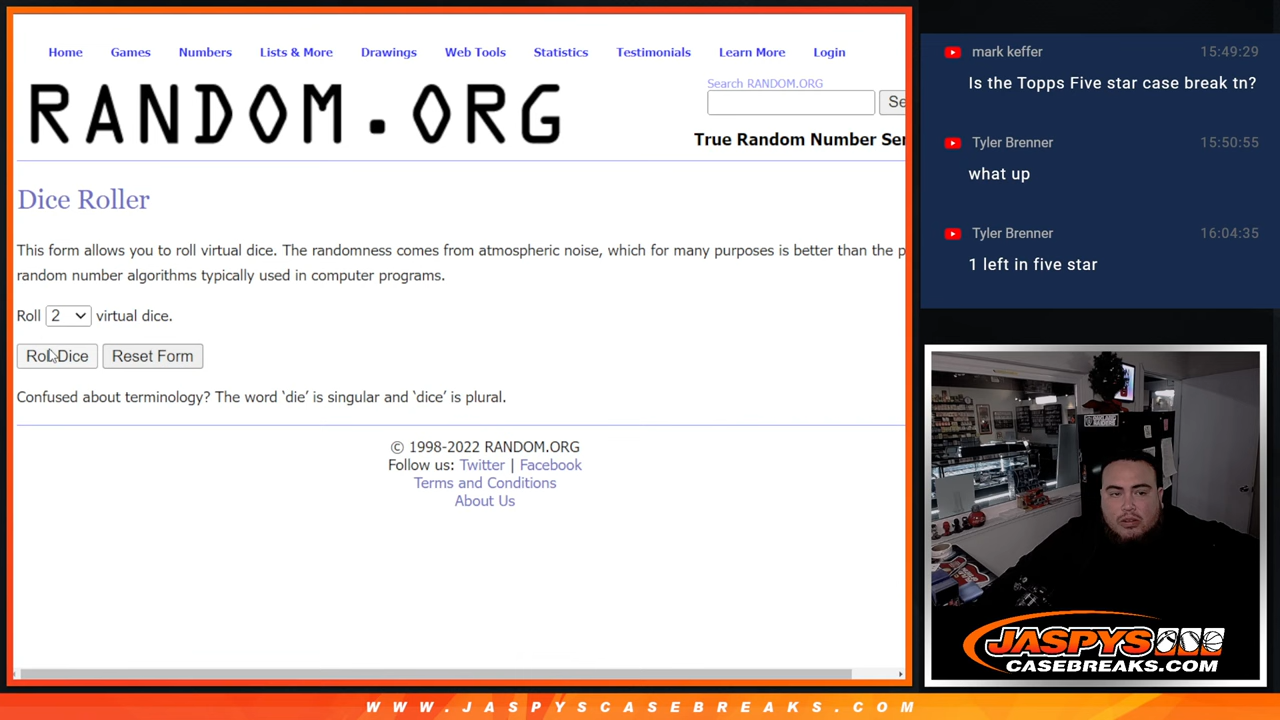 Home Games Numbers Lists & More Drawings Web Tools Statistics Testimonials Learn More Login
RANDOM.ORG
Search RANDOM.ORG
Se
True Random Number Ser
Dice Roller
This form allows you to roll virtual dice. The randomness comes from atmospheric noise, which for many purposes is better than the p
random number algorithms typically used in computer programs.
Roll 2 virtual dice.
Roll Dice Reset Form
Confused about terminology? The word ‘die’ is singular and ‘dice’ is plural.
© 1998-2022 RANDOM.ORG
Follow us: Twitter | Facebook
Terms and Conditions
About Us
mark keffer 15:49:29
Is the Topps Five star case break tn?
Tyler Brenner 15:50:55
what up
Tyler Brenner 16:04:35
1 left in five star
JASPYS
CASEBREAKS.COM
WWW.JASPYSCASEBREAKS.COM